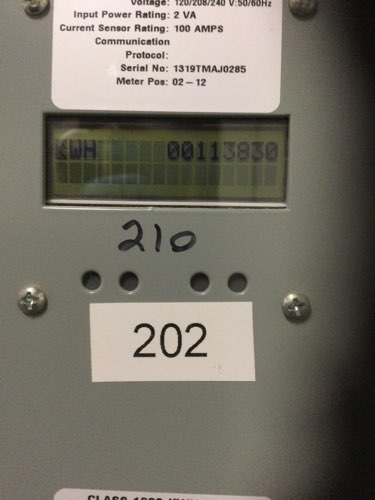 Voltage: 120/208/240 V:50/60Hz
Input Power Rating: 2 VA
Current Sensor Rating: 100 AMPS
Communication
Protocol:
Serial No: 1319TMAJ0285
Meter Pos: 02–12
KWH 00113830
210
202